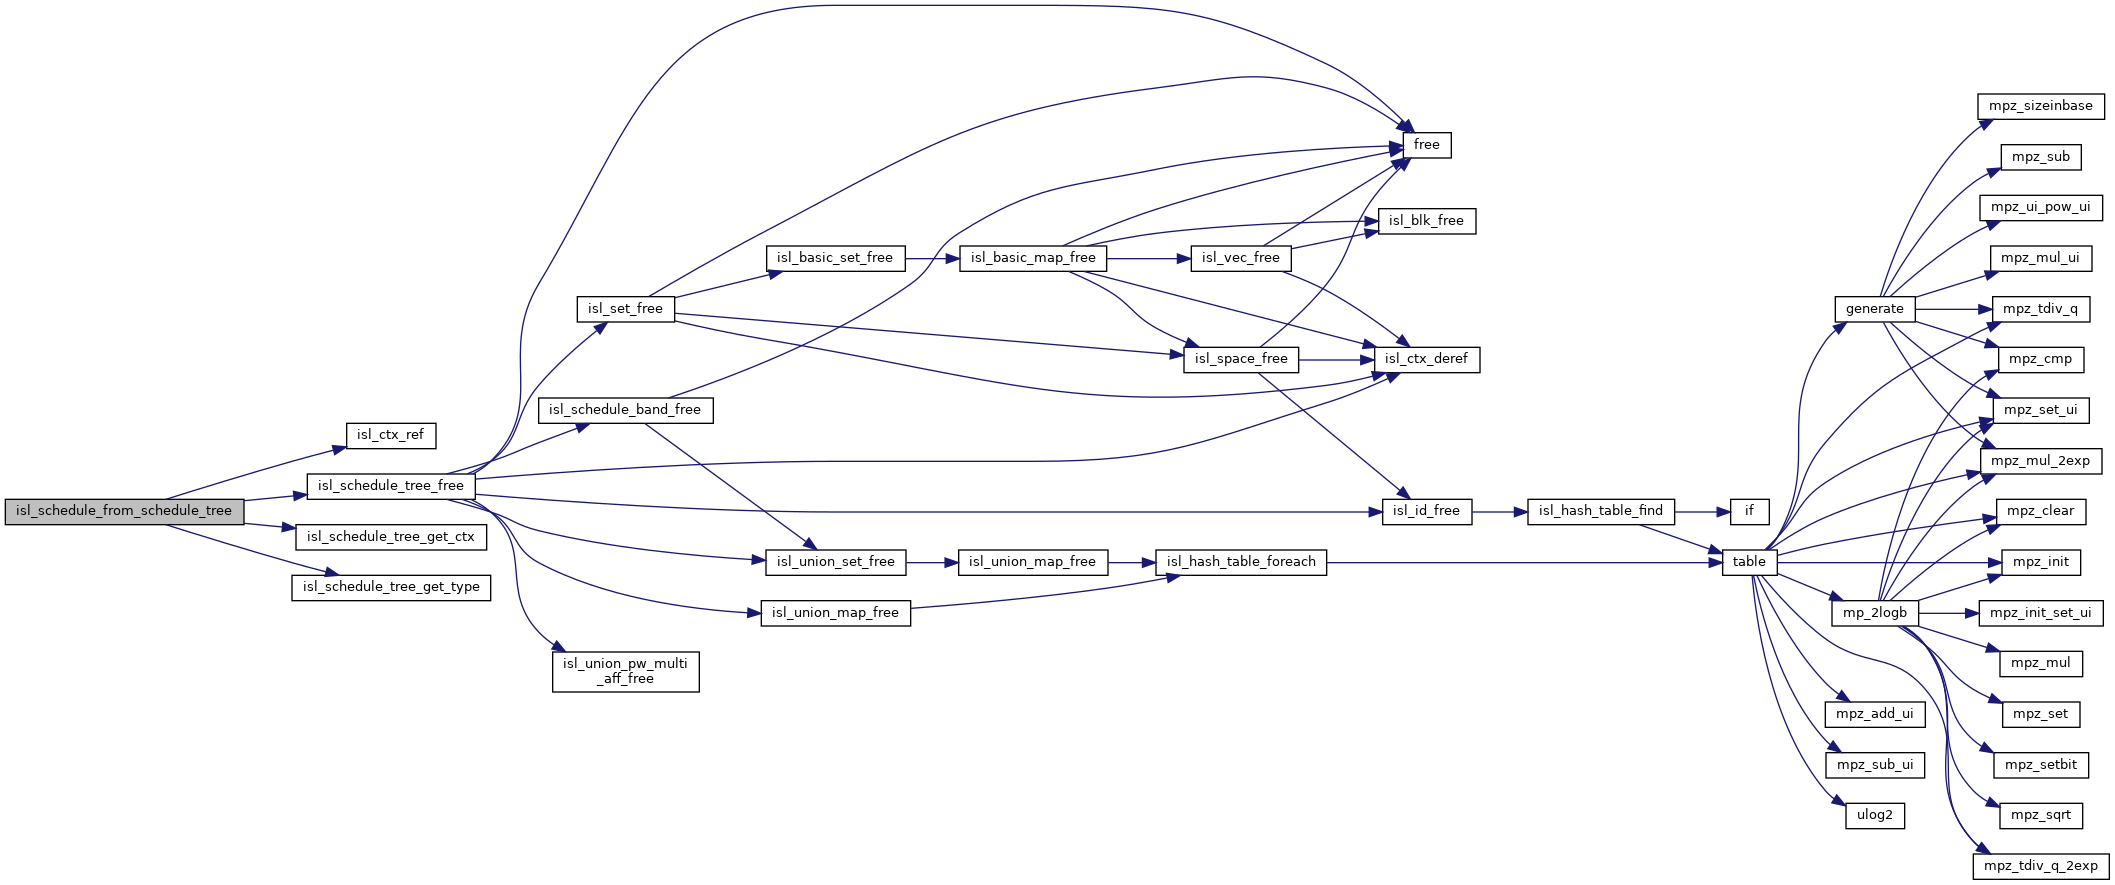 isl_schedule_from_schedule_tree
isl_ctx_ref
isl_schedule_tree_free
isl_schedule_tree_get_ctx
isl_schedule_tree_get_type
isl_set_free
isl_schedule_band_free
isl_union_pw_multi
_aff_free
isl_basic_set_free
isl_union_set_free
isl_union_map_free
isl_basic_map_free
isl_union_map_free
isl_vec_free
isl_space_free
isl_hash_table_foreach
free
isl_blk_free
isl_ctx_deref
isl_id_free
isl_hash_table_find
if
table
generate
mp_2logb
mpz_add_ui
mpz_sub_ui
ulog2
mpz_sizeinbase
mpz_sub
mpz_ui_pow_ui
mpz_mul_ui
mpz_tdiv_q
mpz_cmp
mpz_set_ui
mpz_mul_2exp
mpz_clear
mpz_init
mpz_init_set_ui
mpz_mul
mpz_set
mpz_setbit
mpz_sqrt
mpz_tdiv_q_2exp